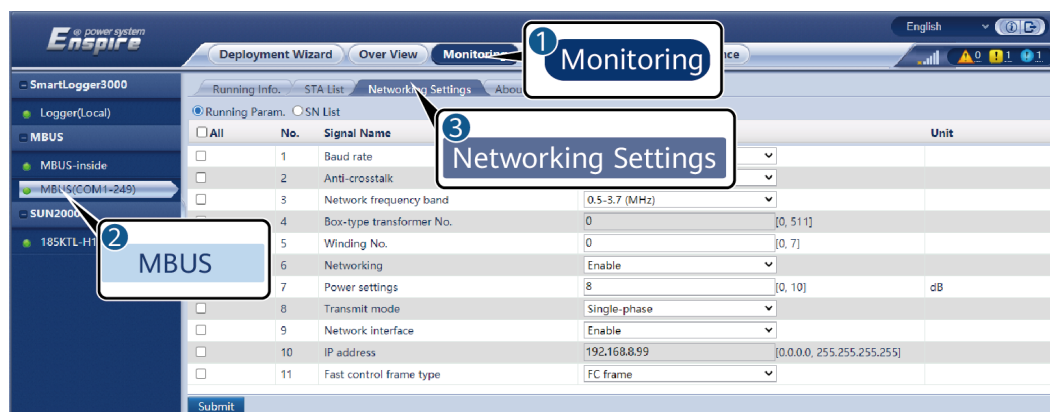 e power system
Enspire
English
Deployment Wizard Over View Monitoring
1 Monitoring
0 1 1
SmartLogger3000
Logger(Local)
MBUS
MBUS-inside
MBUS(COM1-249)
SUN2000
185KTL-H1
2 MBUS
Running Info. STA List Networking Settings Abou
Running Param. SN List
3 Networking Settings
All No. Signal Name Unit
1 Baud rate
2 Anti-crosstalk
3 Network frequency band 0.5-3.7 (MHz)
4 Box-type transformer No. 0 [0, 511]
5 Winding No. 0 [0, 7]
6 Networking Enable
7 Power settings 8 [0, 10] dB
8 Transmit mode Single-phase
9 Network interface Enable
10 IP address 192.168.8.99 [0.0.0.0, 255.255.255.255]
11 Fast control frame type FC frame
Submit